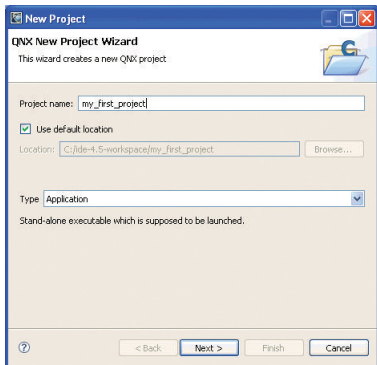 New Project
QNX New Project Wizard
This wizard creates a new QNX project
Project name: my_first_project
Use default location
Location: C:/ide-4.5-workspace/my_first_project Browse...
Type Application
Stand-alone executable which is supposed to be launched.
? < Back Next > Finish Cancel